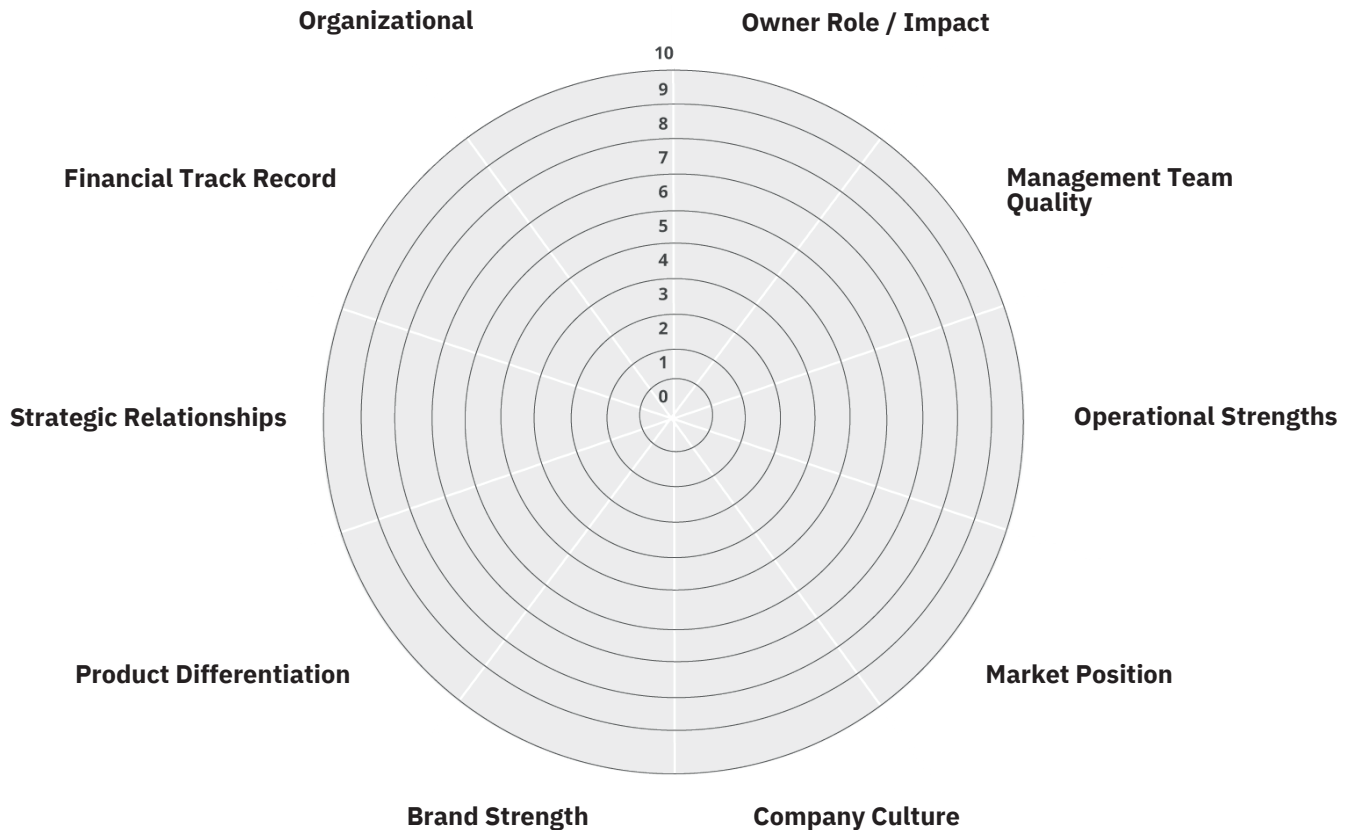 Organizational
Owner Role / Impact
10
9
8
7
6
5
4
3
2
1
0
Financial Track Record
Management Team
Quality
Strategic Relationships
Operational Strengths
Product Differentiation
Market Position
Brand Strength
Company Culture